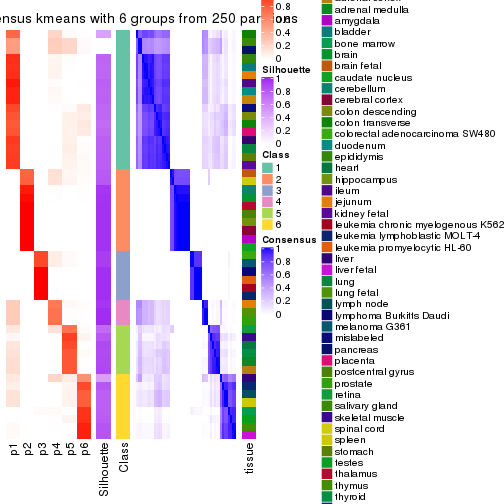 ensus kmeans with 6 groups from 250 par
0.8
0.6
0.4
0.2
0
Silhouette
1
0.8
0.6
0.4
0.2
0
Class
1
2
3
4
5
6
Consensus
1
0.8
0.6
0.4
0.2
0
p1
p2
p3
p4
p5
p6
Silhouette
Class
tissue
adrenal medulla
amygdala
bladder
bone marrow
brain
brain fetal
caudate nucleus
cerebellum
cerebral cortex
colon descending
colon transverse
colorectal adenocarcinoma SW480
duodenum
epididymis
heart
hippocampus
ileum
jejunum
kidney fetal
leukemia chronic myelogenous K562
leukemia lymphoblastic MOLT-4
leukemia promyelocytic HL-60
liver
liver fetal
lung
lung fetal
lymph node
lymphoma Burkitts Daudi
melanoma G361
mislabeled
pancreas
placenta
postcentral gyrus
prostate
retina
salivary gland
skeletal muscle
spinal cord
spleen
stomach
testes
thalamus
thymus
thyroid